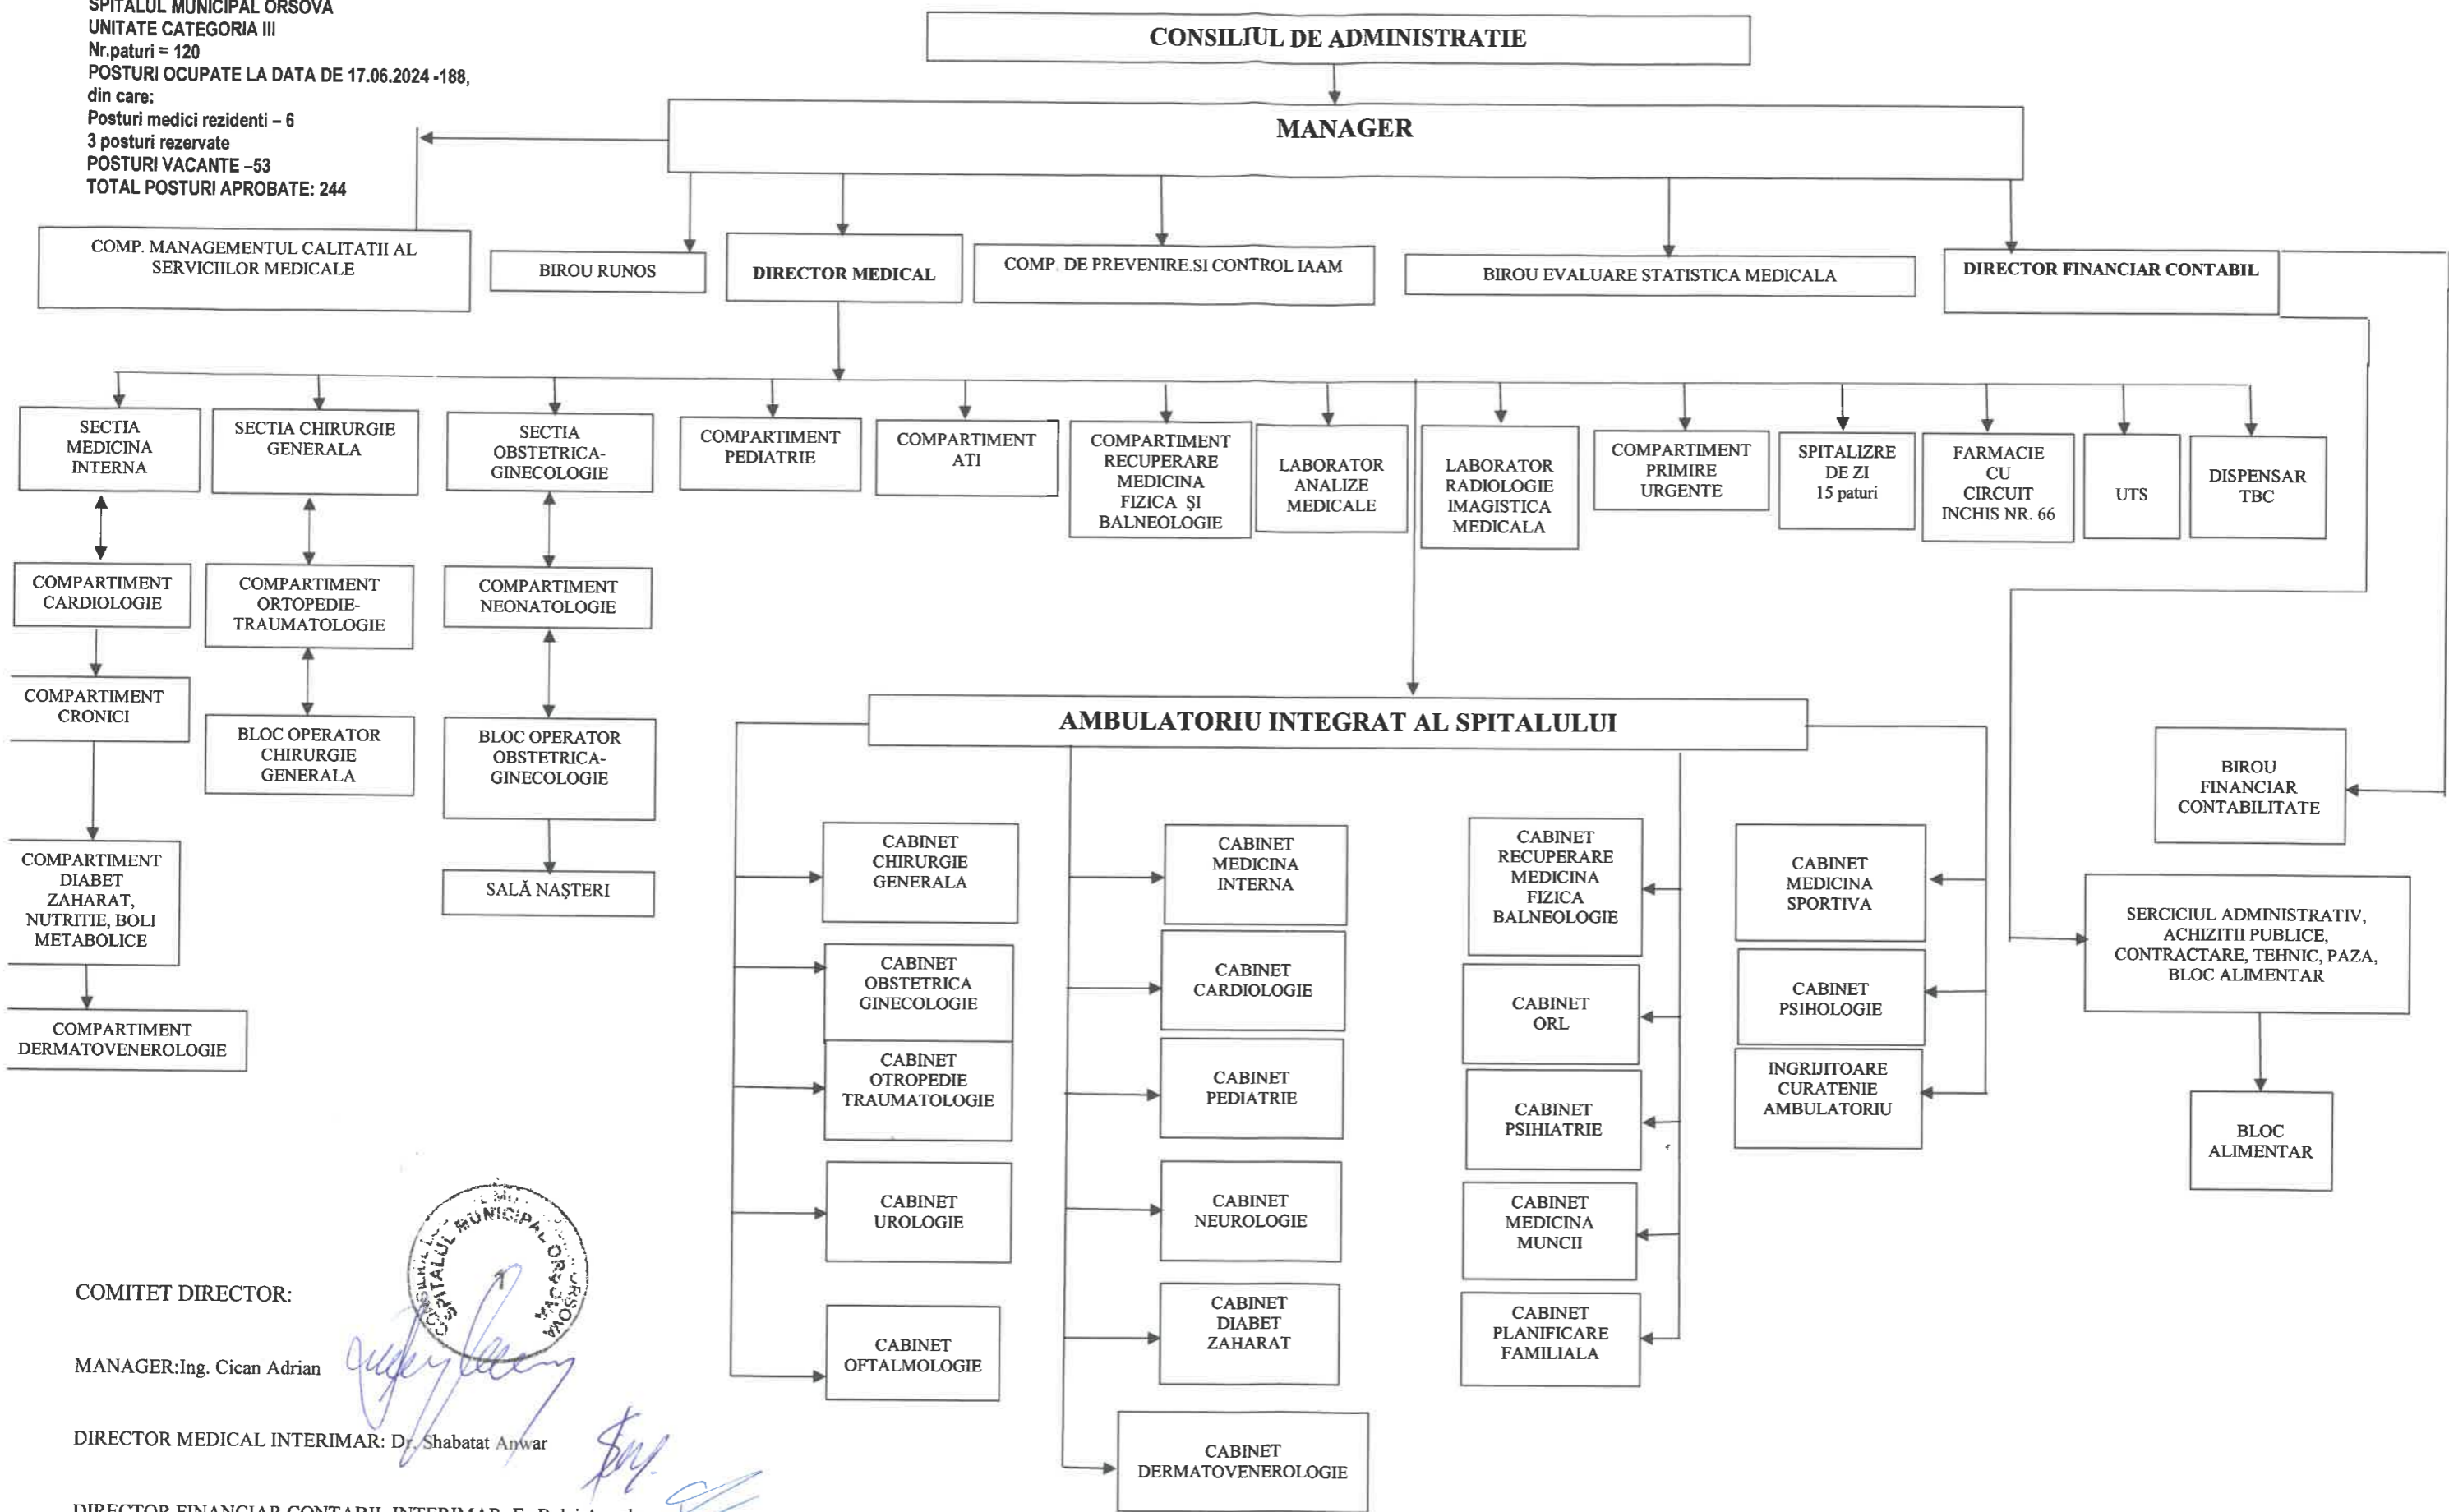 SPITALUL MUNICIPAL ORSOVA
UNITATE CATEGORIA III
Nr.paturi = 120
POSTURI OCUPATE LA DATA DE 17.06.2024 -188,
din care:
Posturi medici rezidenti – 6
3 posturi rezervate
POSTURI VACANTE –53
TOTAL POSTURI APROBATE: 244
CONSILIUL DE ADMINISTRATIE
MANAGER
COMP. MANAGEMENTUL CALITATII AL
SERVICIILOR MEDICALE
BIROU RUNOS
DIRECTOR MEDICAL
COMP. DE PREVENIRE.SI CONTROL IAAM
BIROU EVALUARE STATISTICA MEDICALA
DIRECTOR FINANCIAR CONTABIL
SECTIA
MEDICINA
INTERNA
SECTIA CHIRURGIE
GENERALA
SECTIA
OBSTETRICA-
GINECOLOGIE
COMPARTIMENT
PEDIATRIE
COMPARTIMENT
ATI
COMPARTIMENT
RECUPERARE
MEDICINA
FIZICA ȘI
BALNEOLOGIE
LABORATOR
ANALIZE
MEDICALE
LABORATOR
RADIOLOGIE
IMAGISTICA
MEDICALA
COMPARTIMENT
PRIMIRE
URGENTE
SPITALIZRE
DE ZI
15 paturi
FARMACIE
CU
CIRCUIT
INCHIS NR. 66
UTS
DISPENSAR
TBC
COMPARTIMENT
CARDIOLOGIE
COMPARTIMENT
ORTOPEDIE-
TRAUMATOLOGIE
COMPARTIMENT
NEONATOLOGIE
COMPARTIMENT
CRONICI
BLOC OPERATOR
CHIRURGIE
GENERALA
BLOC OPERATOR
OBSTETRICA-
GINECOLOGIE
COMPARTIMENT
DIABET
ZAHARAT,
NUTRITIE, BOLI
METABOLICE
SALĂ NAȘTERI
COMPARTIMENT
DERMATOVENEROLOGIE
AMBULATORIU INTEGRAT AL SPITALULUI
CABINET
CHIRURGIE
GENERALA
CABINET
OBSTETRICA
GINECOLOGIE
CABINET
OTROPEDIE
TRAUMATOLOGIE
CABINET
UROLOGIE
CABINET
OFTALMOLOGIE
CABINET
MEDICINA
INTERNA
CABINET
CARDIOLOGIE
CABINET
PEDIATRIE
CABINET
NEUROLOGIE
CABINET
DIABET
ZAHARAT
CABINET
DERMATOVENEROLOGIE
CABINET
RECUPERARE
MEDICINA
FIZICA
BALNEOLOGIE
CABINET
ORL
CABINET
PSIHIATRIE
CABINET
MEDICINA
MUNCII
CABINET
PLANIFICARE
FAMILIALA
CABINET
MEDICINA
SPORTIVA
CABINET
PSIHOLOGIE
INGRIJITOARE
CURATENIE
AMBULATORIU
BIROU
FINANCIAR
CONTABILITATE
SERCICIUL ADMINISTRATIV,
ACHIZITII PUBLICE,
CONTRACTARE, TEHNIC, PAZA,
BLOC ALIMENTAR
BLOC
ALIMENTAR
SPITALUL MUNICIPAL ORȘOVA
1
COMITET DIRECTOR:
MANAGER:Ing. Cican Adrian
DIRECTOR MEDICAL INTERIMAR: Dr. Shabatat Anwar
DIRECTOR FINANCIAR CONTABIL INTERIMAR: